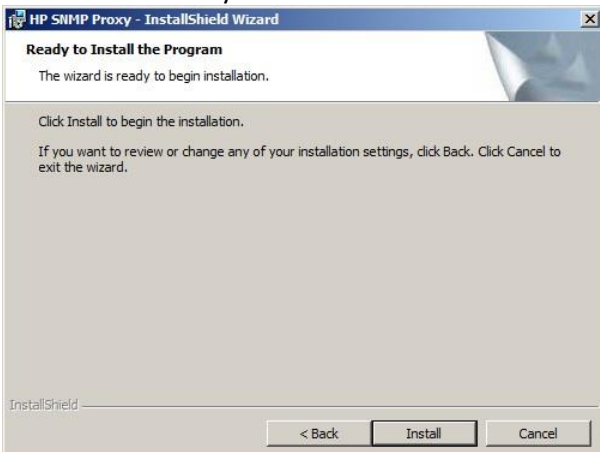 HP SNMP Proxy - InstallShield Wizard
Ready to Install the Program
The wizard is ready to begin installation.
Click Install to begin the installation.
If you want to review or change any of your installation settings, click Back. Click Cancel to
exit the wizard.
InstallShield
< Back Install Cancel